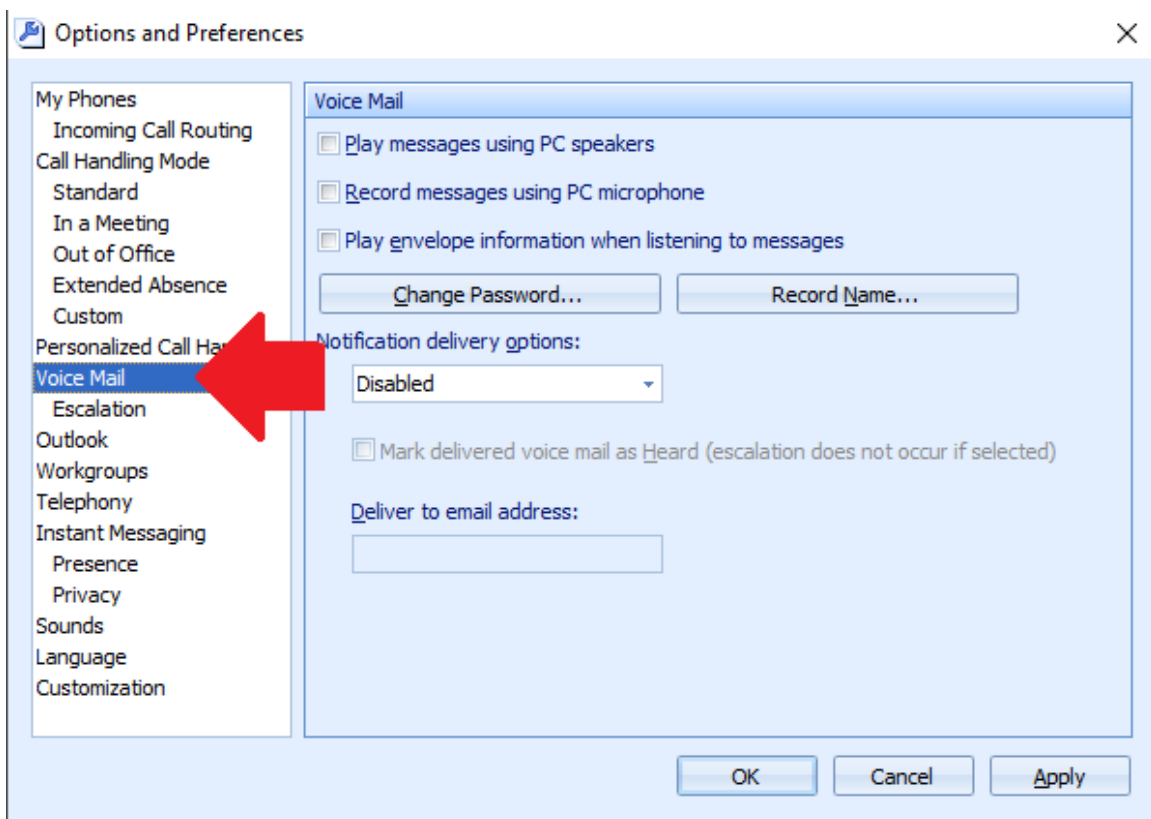 Options and Preferences
My Phones
Incoming Call Routing
Call Handling Mode
Standard
In a Meeting
Out of Office
Extended Absence
Custom
Personalized Call
Voice Mail
Escalation
Outlook
Workgroups
Telephony
Instant Messaging
Presence
Privacy
Sounds
Language
Customization
Voice Mail
Play messages using PC speakers
Record messages using PC microphone
Play envelope information when listening to messages
Change Password... Record Name...
Notification delivery options:
Disabled
Mark delivered voice mail as Heard (escalation does not occur if selected)
Deliver to email address:
OK Cancel Apply